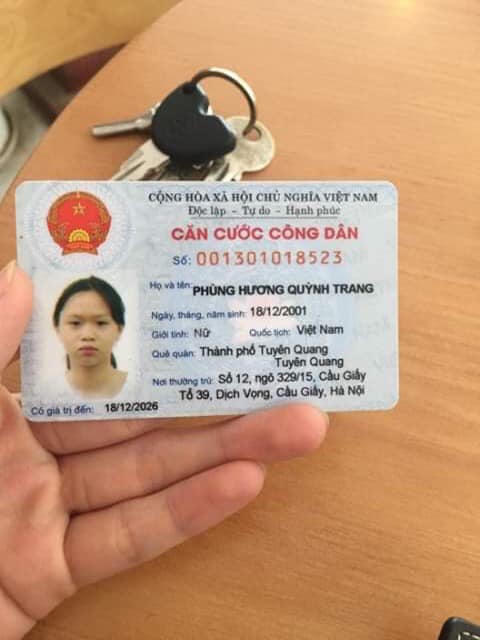 CỘNG HÒA XÃ HỘI CHỦ NGHĨA VIỆT NAM
Độc lập - Tự do - Hạnh phúc
CĂN CƯỚC CÔNG DÂN
Số: 001301018523
Họ và tên: PHÙNG HƯƠNG QUỲNH TRANG
Ngày, tháng, năm sinh: 18/12/2001
Giới tính: Nữ Quốc tịch: Việt Nam
Quê quán: Thành phố Tuyên Quang
Tuyên Quang
Nơi thường trú: Số 12, ngõ 329/15, Cầu Giấy
Tổ 39, Dịch Vọng, Cầu Giấy, Hà Nội
Có giá trị đến: 18/12/2026